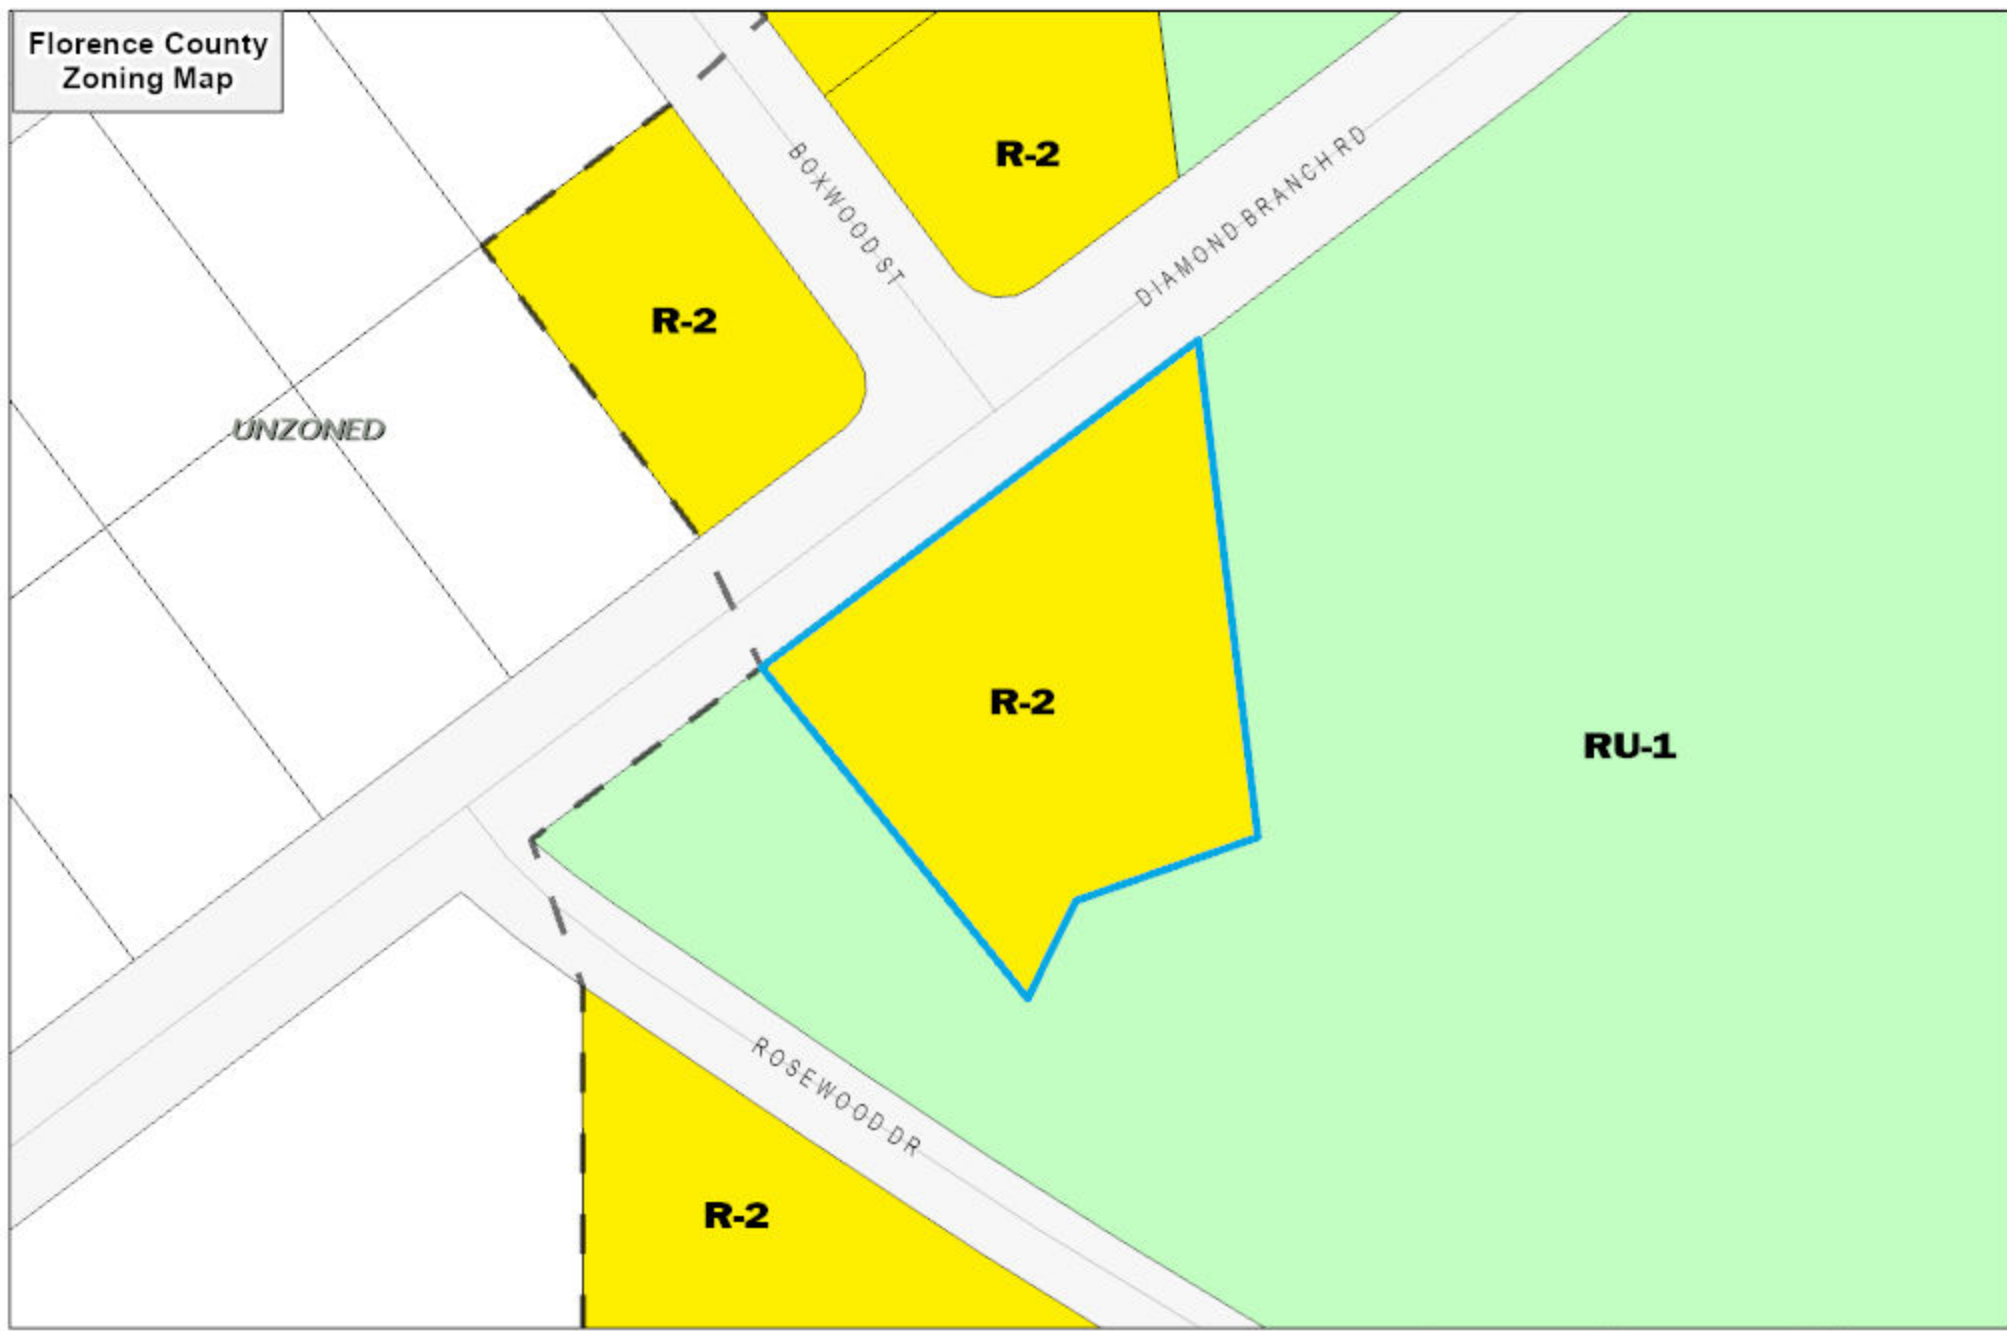 Florence County
Zoning Map
R-2
BOXWOOD ST
DIAMOND BRANCH RD
R-2
UNZONED
R-2
RU-1
ROSEWOOD DR
R-2